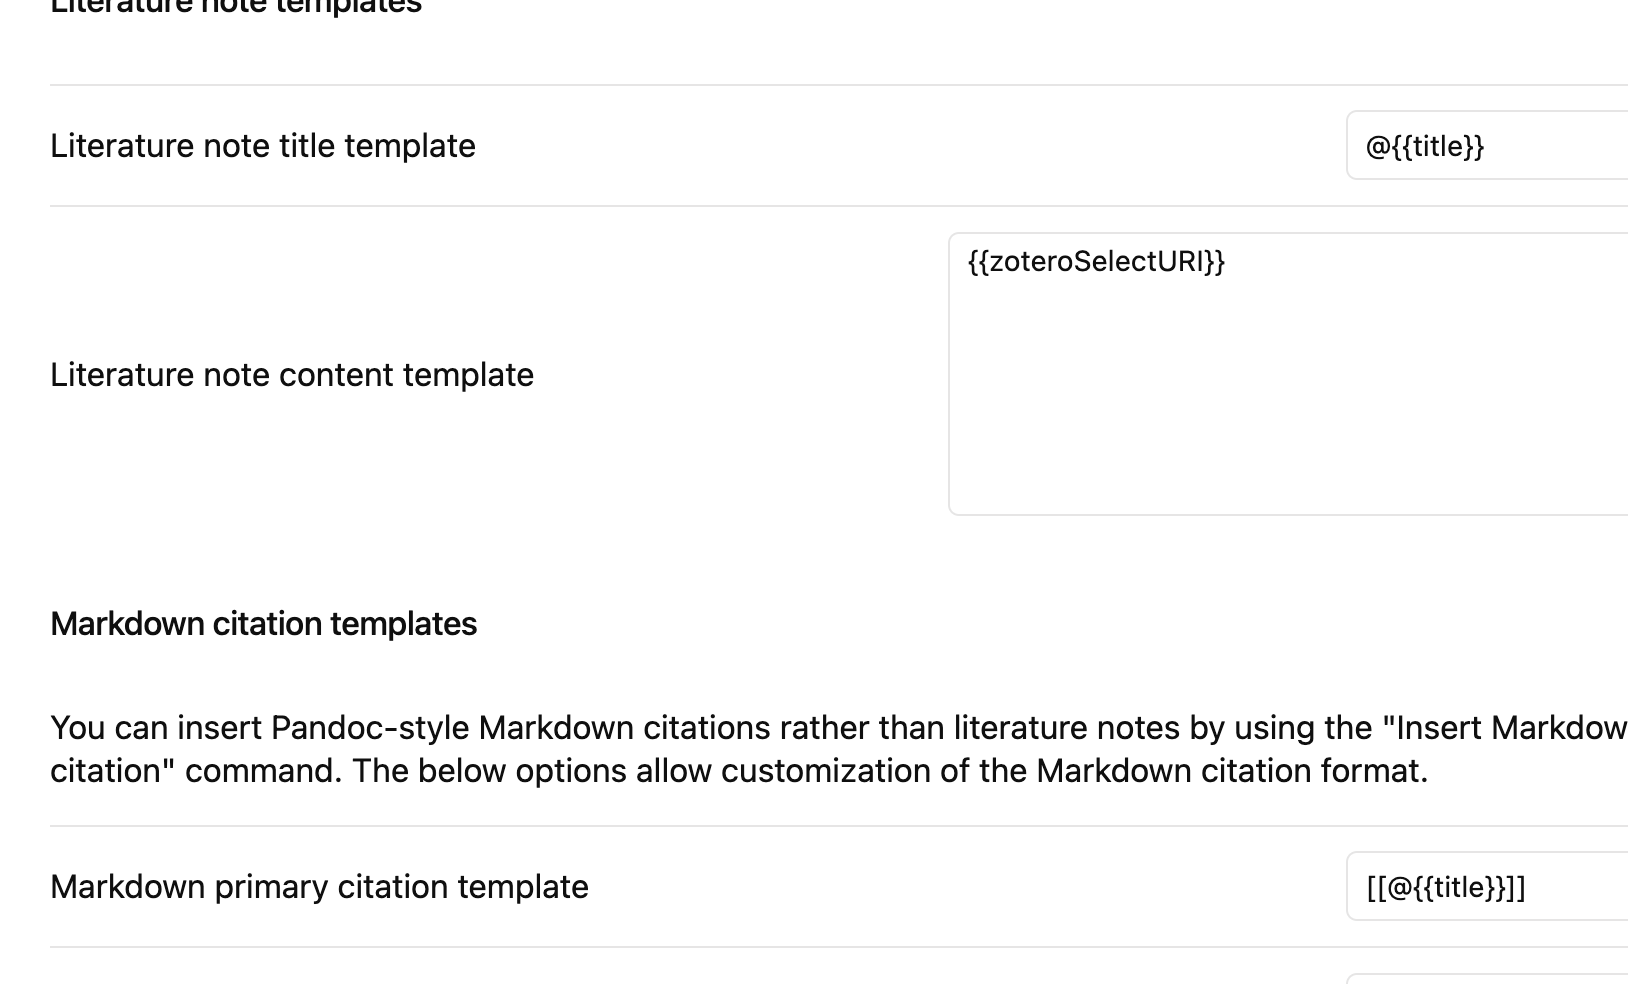 Literature note templates
Literature note title template
@{{title}}
{{zoteroSelectURI}}
Literature note content template
Markdown citation templates
You can insert Pandoc-style Markdown citations rather than literature notes by using the "Insert Markdow
citation" command. The below options allow customization of the Markdown citation format.
Markdown primary citation template
[[@{{title}}]]